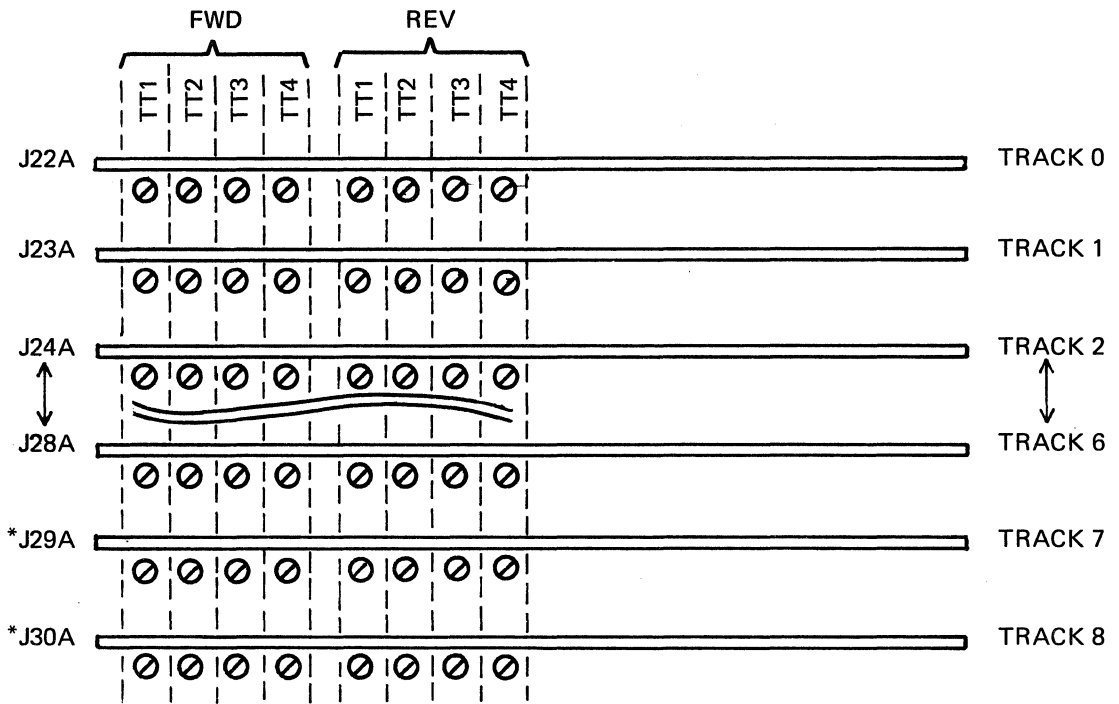 FWD REV
TT1 TT2 TT3 TT4 TT1 TT2 TT3 TT4
J22A TRACK 0
J23A TRACK 1
J24A TRACK 2
J28A TRACK 6
*J29A TRACK 7
*J30A TRACK 8